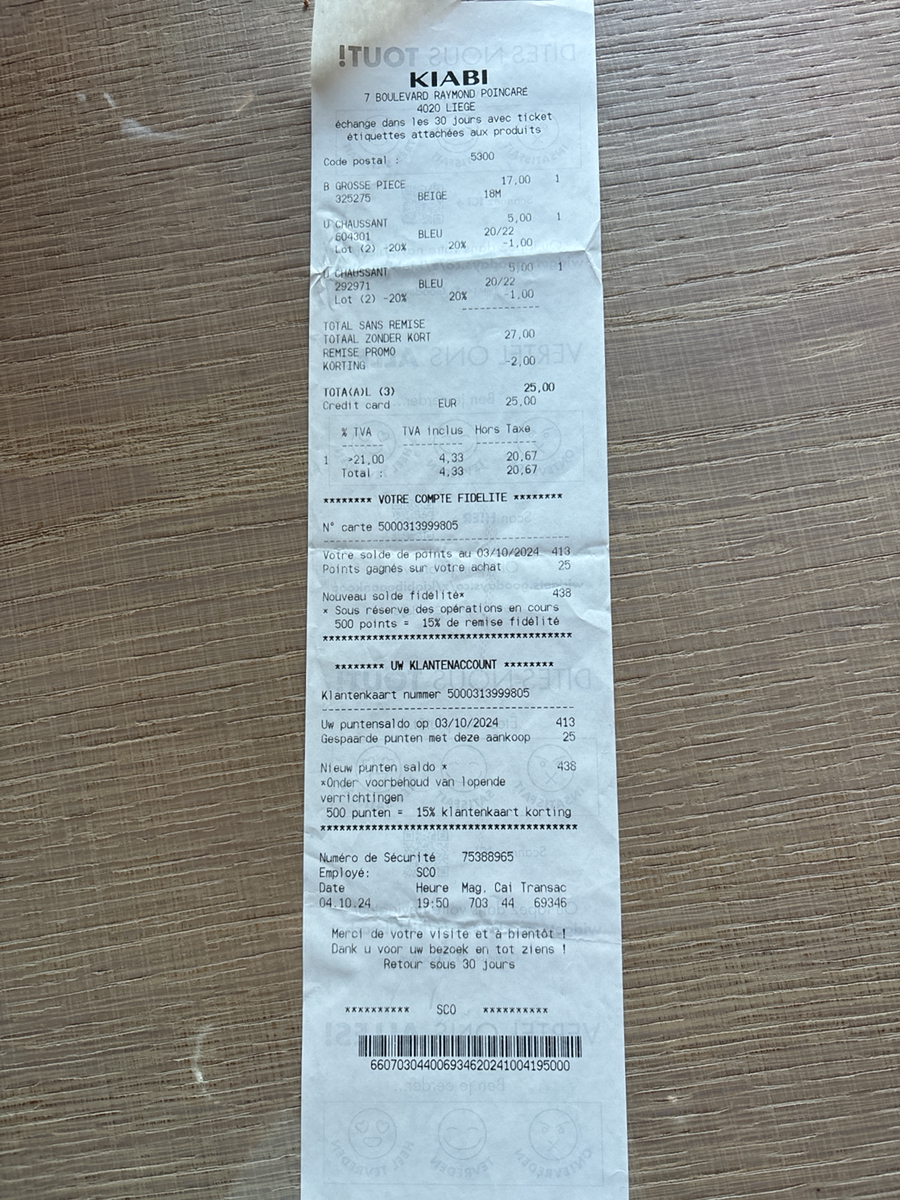 KIABI
7 BOULEVARD RAYMOND POINCARE
4020 LIEGE
échange dans les 30 jours avec ticket
étiquettes attachées aux produits
Code postal : 5300
B GROSSE PIECE 17,00 1
325275 BEIGE 18M
U CHAUSSANT 5,00 1
604301 BLEU 20/22
Lot (2) -20% 20% -1,00
U CHAUSSANT 5,00 1
292971 BLEU 20/22
Lot (2) -20% 20% -1,00
------------
TOTAL SANS REMISE
TOTAAL ZONDER KORT 27,00
REMISE PROMO
KORTING -2,00
TOTA(A)L (3) 25,00
Credit card EUR 25,00
% TVA TVA inclus Hors Taxe
1 >21,00 4,33 20,67
Total : 4,33 20,67
******** VOTRE COMPTE FIDELITE ********
N° carte 5000313999805
Votre solde de points au 03/10/2024 413
Points gagnés sur votre achat 25
Nouveau solde fidélité* 438
* Sous réserve des opérations en cours
500 points = 15% de remise fidélité
****************************************
******** UW KLANTENACCOUNT ********
Klantenkaart nummer 5000313999805
Uw puntensaldo op 03/10/2024 413
Gespaarde punten met deze aankoop 25
Nieuw punten saldo * 438
*Onder voorbehoud van lopende
verrichtingen
500 punten = 15% klantenkaart korting
****************************************
Numéro de Sécurité 75388965
Employé: SCO
Date Heure Mag. Cai Transac
04.10.24 19:50 703 44 69346
Merci de votre visite et à bientôt !
Dank u voor uw bezoek en tot ziens !
Retour sous 30 jours
********** SCO **********
66070304400693462024100419​5000